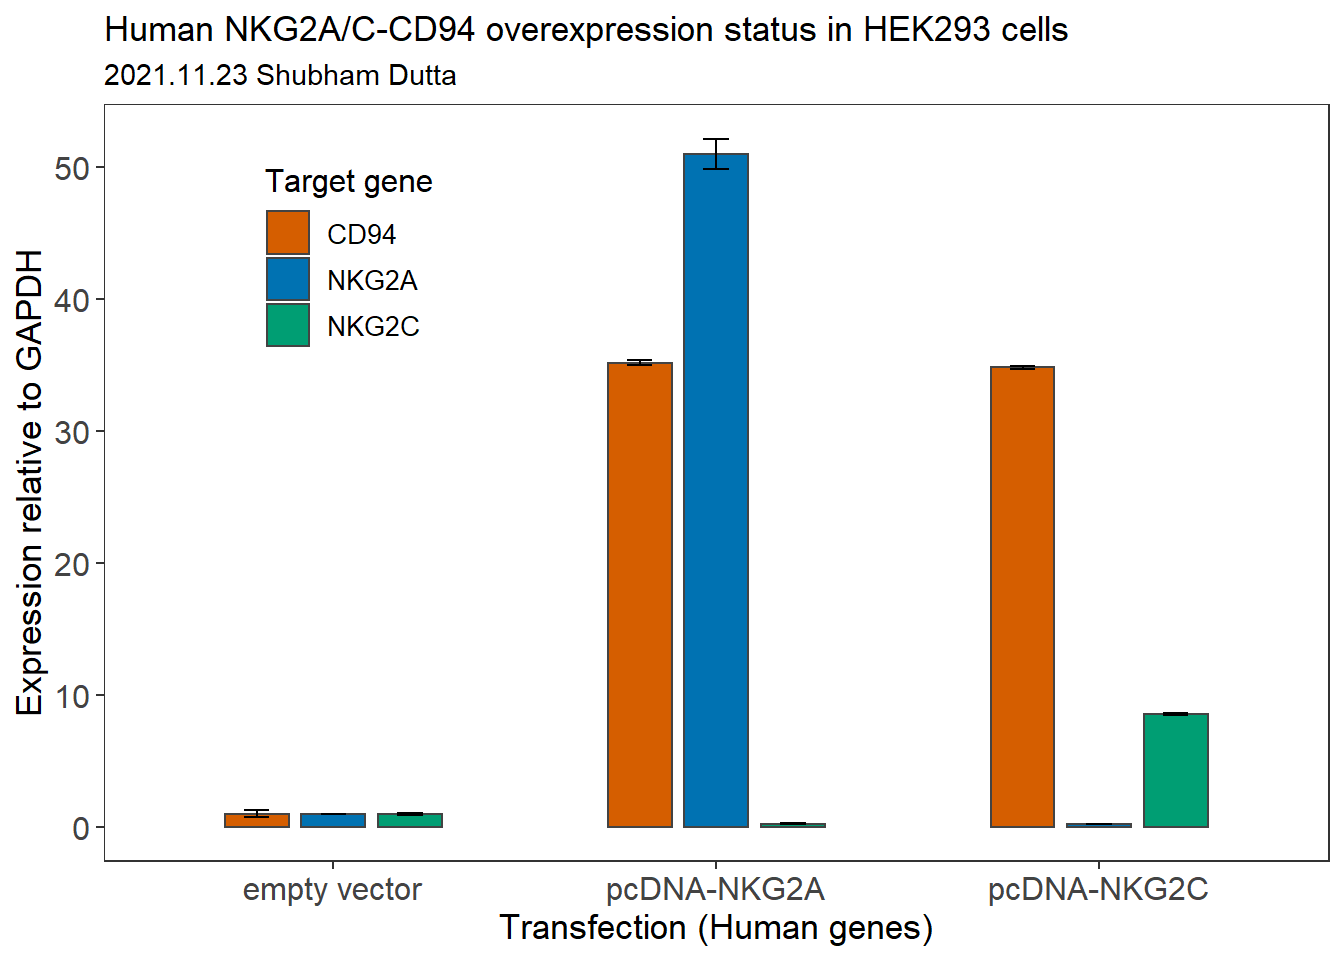 Human NKG2A/C-CD94 overexpression status in HEK293 cells
2021.11.23 Shubham Dutta
Expression relative to GAPDH
50
40
30
20
10
0
Target gene
CD94
NKG2A
NKG2C
empty vector
pcDNA-NKG2A
pcDNA-NKG2C
Transfection (Human genes)